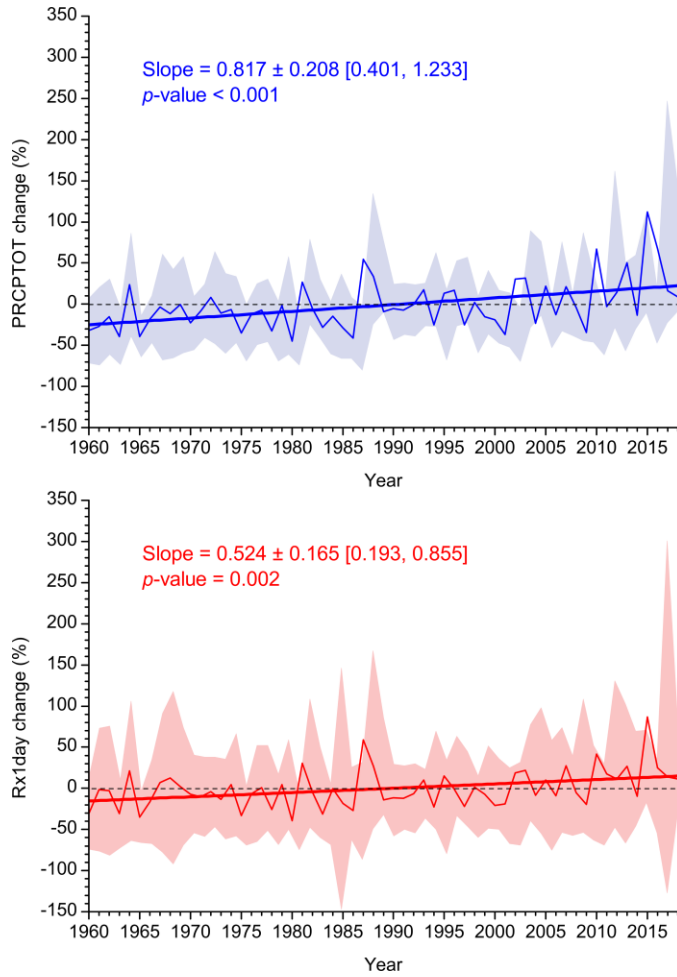 350
300
250
200
150
100
50
0
-50
-100
-150
PRCPTOT change (%)
Slope = 0.817 ± 0.208 [0.401, 1.233]
p-value < 0.001
1960 1965 1970 1975 1980 1985 1990 1995 2000 2005 2010 2015
Year
350
300
250
200
150
100
50
0
-50
-100
-150
Rx1day change (%)
Slope = 0.524 ± 0.165 [0.193, 0.855]
p-value = 0.002
1960 1965 1970 1975 1980 1985 1990 1995 2000 2005 2010 2015
Year